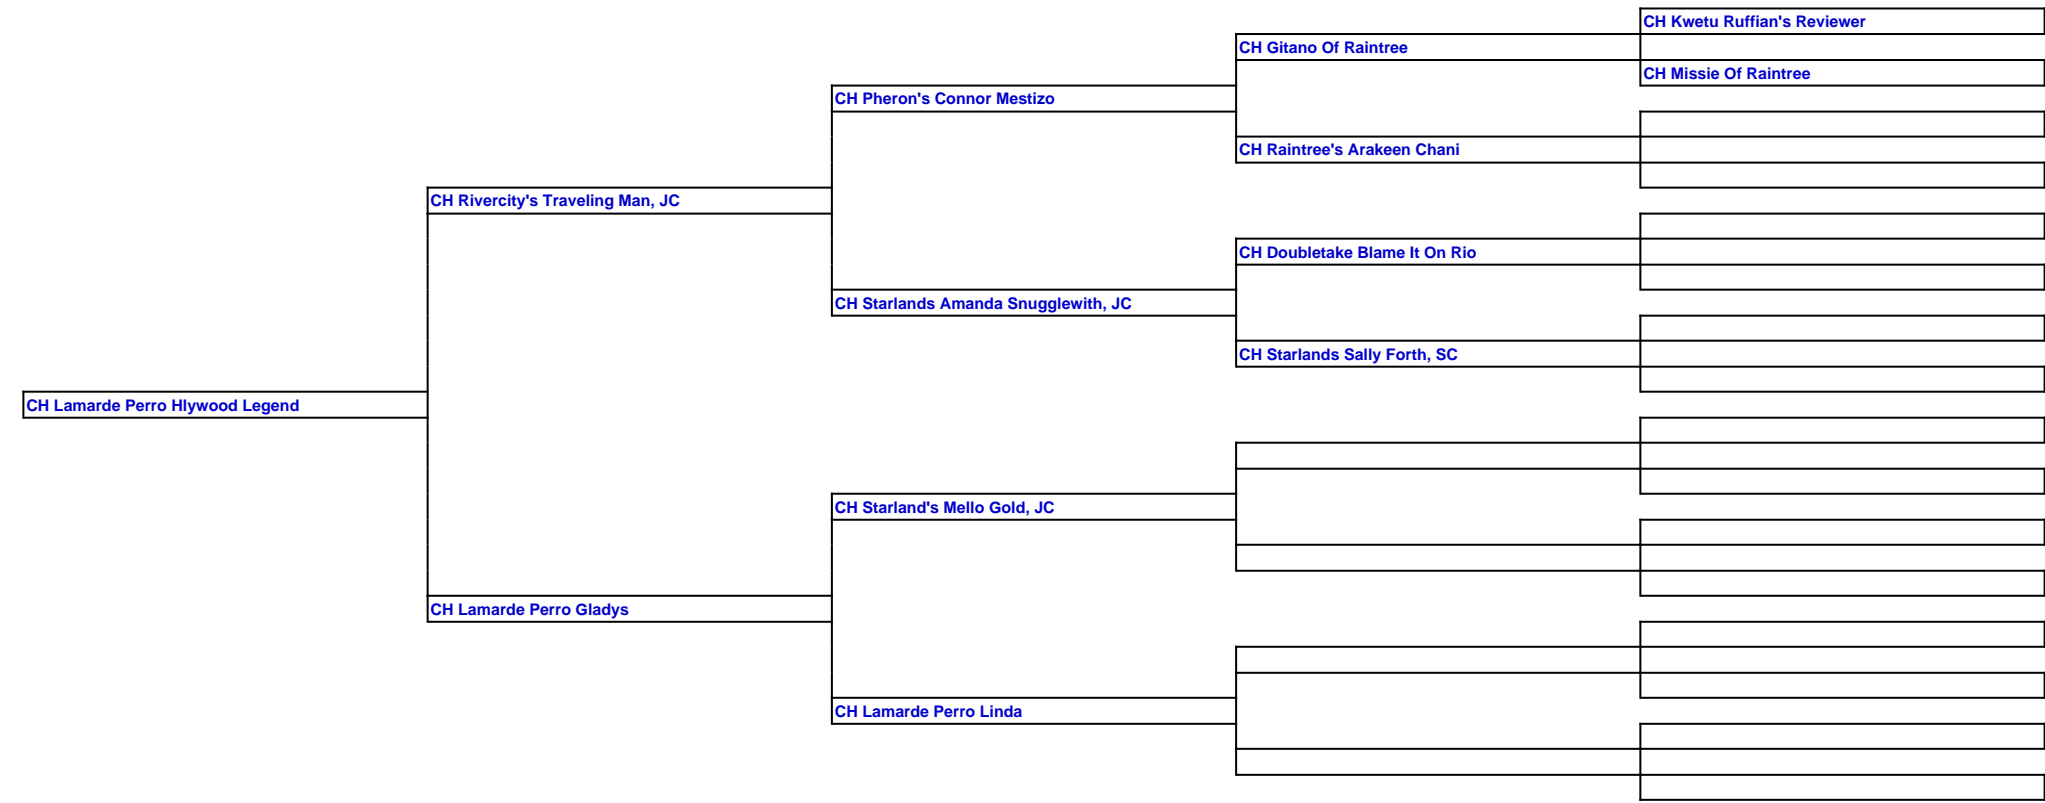 CH Kwetu Ruffian's Reviewer
CH Gitano Of Raintree
CH Missie Of Raintree
CH Pheron's Connor Mestizo
CH Raintree's Arakeen Chani
CH Rivercity's Traveling Man, JC
CH Doubletake Blame It On Rio
CH Starlands Amanda Snugglewith, JC
CH Starlands Sally Forth, SC
CH Lamarde Perro Hlywood Legend
CH Starland's Mello Gold, JC
CH Lamarde Perro Gladys
CH Lamarde Perro Linda